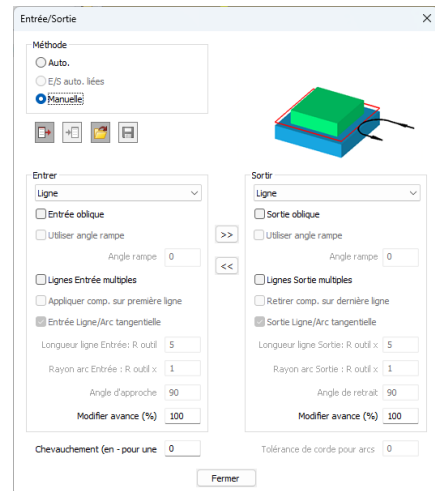 Entrée/Sortie
Méthode
Auto.
E/S auto. liées
Manuelle
Entrer
Ligne
Entrée oblique
Utiliser angle rampe
Angle rampe 0
Lignes Entrée multiples
Appliquer comp. sur première ligne
Entrée Ligne/Arc tangentielle
Longueur ligne Entrée: R outil 5
Rayon arc Entrée : R outil x 1
Angle d'approche 90
Modifier avance (%) 100
Chevauchement (en - pour une 0
>>
<<
Sortir
Ligne
Sortie oblique
Utiliser angle rampe
Angle rampe 0
Lignes Sortie multiples
Retirer comp. sur dernière ligne
Sortie Ligne/Arc tangentielle
Longueur ligne Sortie: R outil x 5
Rayon arc Sortie : R outil x 1
Angle de retrait 90
Modifier avance (%) 100
Tolérance de corde pour arcs 0
Fermer